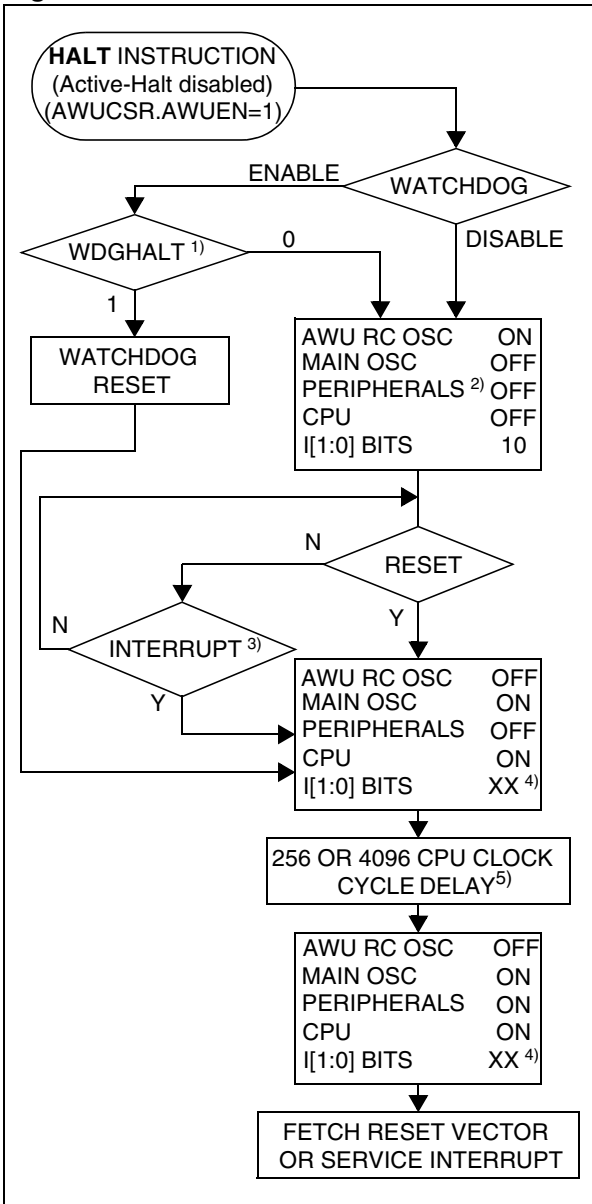 HALT INSTRUCTION
(Active-Halt disabled)
(AWUCSR.AWUEN=1)
ENABLE
WATCHDOG
WDGHALT 1)
0
DISABLE
1
WATCHDOG
RESET
AWU RC OSC ON
MAIN OSC OFF
PERIPHERALS 2) OFF
CPU OFF
I[1:0] BITS 10
N
RESET
N
INTERRUPT 3)
Y
Y
AWU RC OSC OFF
MAIN OSC ON
PERIPHERALS OFF
CPU ON
I[1:0] BITS XX 4)
256 OR 4096 CPU CLOCK
CYCLE DELAY5)
AWU RC OSC OFF
MAIN OSC ON
PERIPHERALS ON
CPU ON
I[1:0] BITS XX 4)
FETCH RESET VECTOR
OR SERVICE INTERRUPT